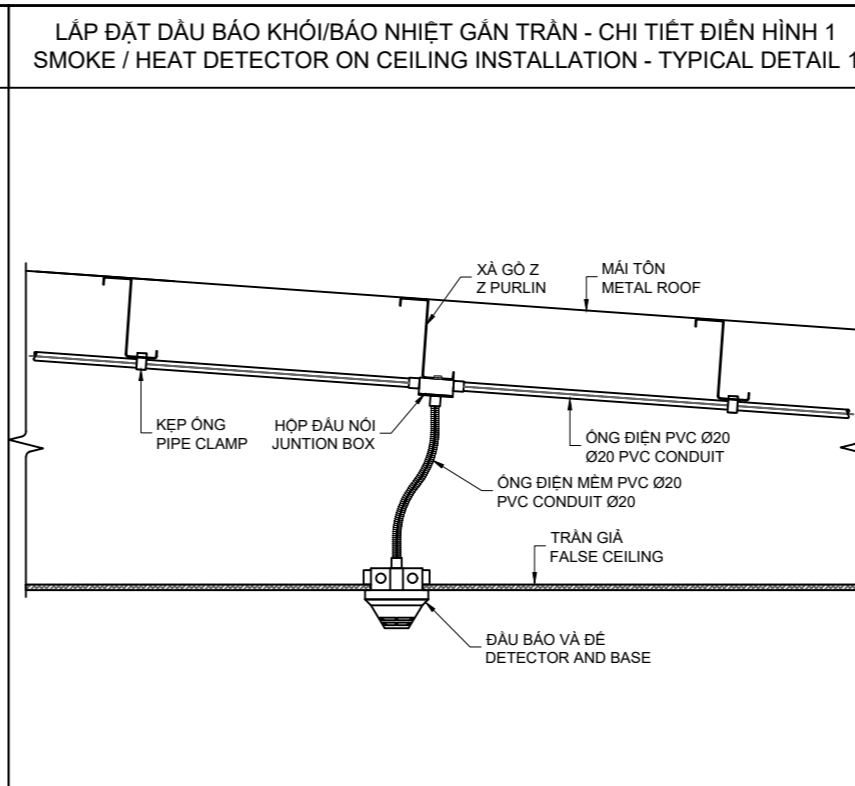 LẮP ĐẶT DẦU BÁO KHÓI/BÁO NHIỆT GẮN TRẦN - CHI TIẾT ĐIỂN HÌNH 1
SMOKE / HEAT DETECTOR ON CEILING INSTALLATION - TYPICAL DETAIL 1
XÀ GỒ Z
Z PURLIN
MÁI TÔN
METAL ROOF
KẸP ỐNG
PIPE CLAMP
HỘP ĐẤU NỐI
JUNTION BOX
ỐNG ĐIỆN PVC Ø20
Ø20 PVC CONDUIT
ỐNG ĐIỆN MỀM PVC Ø20
PVC CONDUIT Ø20
TRẦN GIẢ
FALSE CEILING
ĐẦU BÁO VÀ ĐẾ
DETECTOR AND BASE